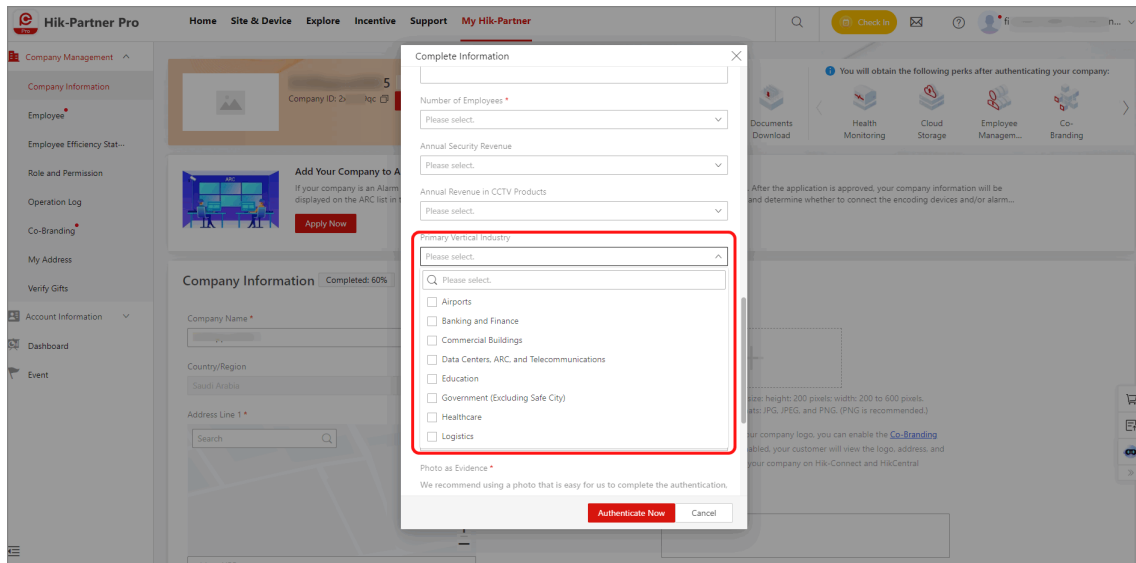 Hik-Partner Pro
Pro
Home Site & Device Explore Incentive Support My Hik-Partner
Check In
Company Management
Company Information
Employee
Employee Efficiency Stat···
Role and Permission
Operation Log
Co-Branding
My Address
Verify Gifts
Account Information
Dashboard
Event
5
Company ID:
Add Your Company to A
If your company is an Alarm
displayed on the ARC list in
ARC
Apply Now
Company Information Completed: 60%
Company Name *
Country/Region
Saudi Arabia
Address Line 1 *
Search
Complete Information
Number of Employees *
Please select.
Annual Security Revenue
Please select.
Annual Revenue in CCTV Products
Please select.
Primary Vertical Industry
Please select.
Please select.
Airports
Banking and Finance
Commercial Buildings
Data Centers, ARC, and Telecommunications
Education
Government (Excluding Safe City)
Healthcare
Logistics
Photo as Evidence *
We recommend using a photo that is easy for us to complete the authentication.
Authenticate Now Cancel
You will obtain the following perks after authenticating your company:
Documents Download
Health Monitoring
Cloud Storage
Employee Managem...
Co-Branding
. After the application is approved, your company information will be
and determine whether to connect the encoding devices and/or alarm...
size: height: 200 pixels; width: 200 to 600 pixels.
ats: JPG, JPEG, and PNG. (PNG is recommended.)
ur company logo, you can enable the Co-Branding
abled, your customer will view the logo, address, and
your company on Hik-Connect and HikCentral